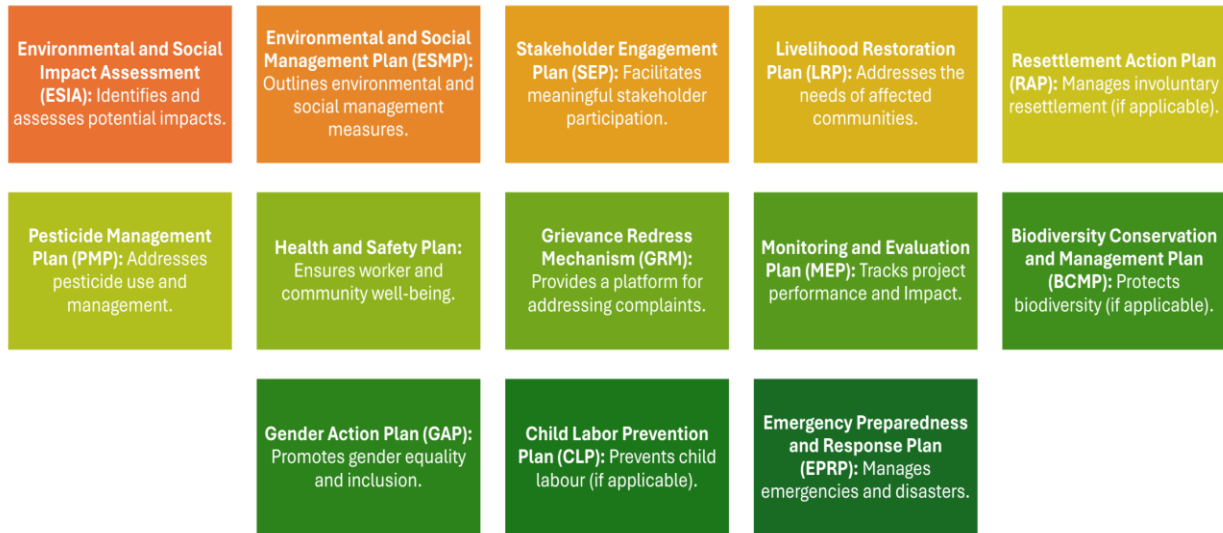 Environmental and Social
Impact Assessment
(ESIA): Identifies and
assesses potential impacts.
Environmental and Social
Management Plan (ESMP):
Outlines environmental and
social management
measures.
Stakeholder Engagement
Plan (SEP): Facilitates
meaningful stakeholder
participation.
Livelihood Restoration
Plan (LRP): Addresses the
needs of affected
communities.
Resettlement Action Plan
(RAP): Manages involuntary
resettlement (if applicable).
Pesticide Management
Plan (PMP): Addresses
pesticide use and
management.
Health and Safety Plan:
Ensures worker and
community well-being.
Grievance Redress
Mechanism (GRM):
Provides a platform for
addressing complaints.
Monitoring and Evaluation
Plan (MEP): Tracks project
performance and Impact.
Biodiversity Conservation
and Management Plan
(BCMP): Protects
biodiversity (if applicable).
Gender Action Plan (GAP):
Promotes gender equality
and inclusion.
Child Labor Prevention
Plan (CLP): Prevents child
labour (if applicable).
Emergency Preparedness
and Response Plan
(EPRP): Manages
emergencies and disasters.